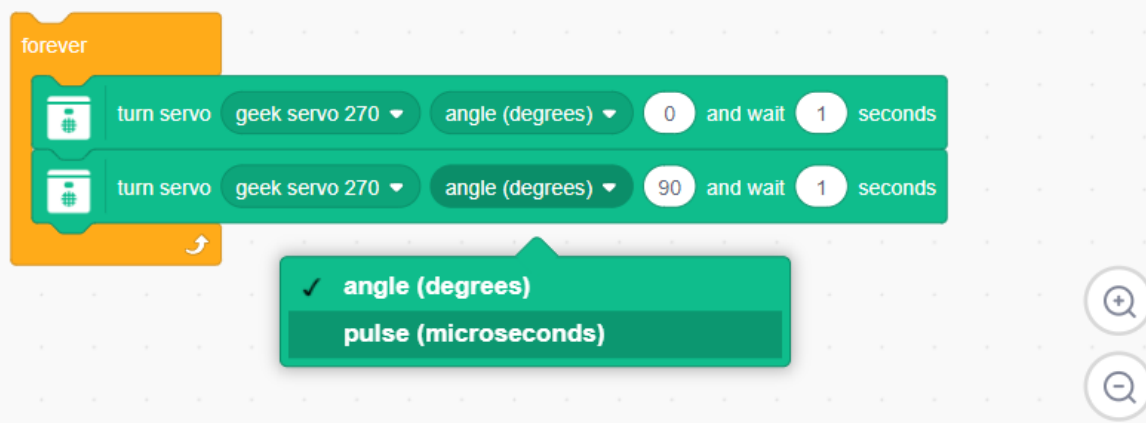 forever
turn servo geek servo 270 angle (degrees) 0 and wait 1 seconds
turn servo geek servo 270 angle (degrees) 90 and wait 1 seconds
angle (degrees)
pulse (microseconds)